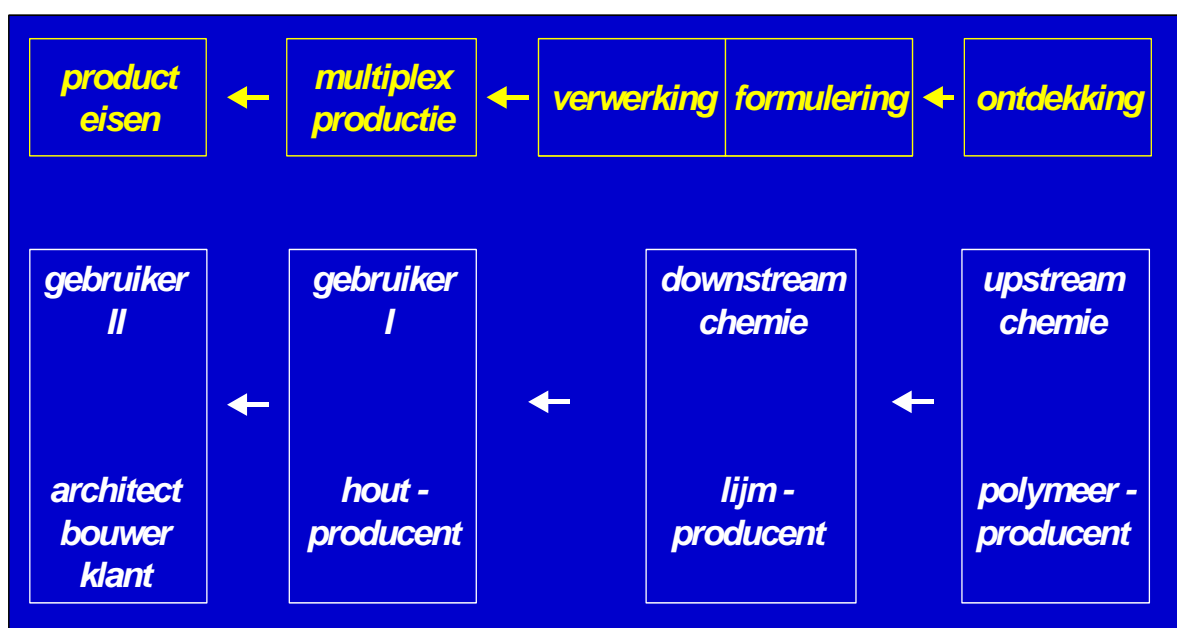 product
eisen
multiplex
productie
verwerking
formulering
ontdekking
gebruiker
II
architect
bouwer
klant
gebruiker
I
hout -
producent
downstream
chemie
lijm -
producent
upstream
chemie
polymeer -
producent